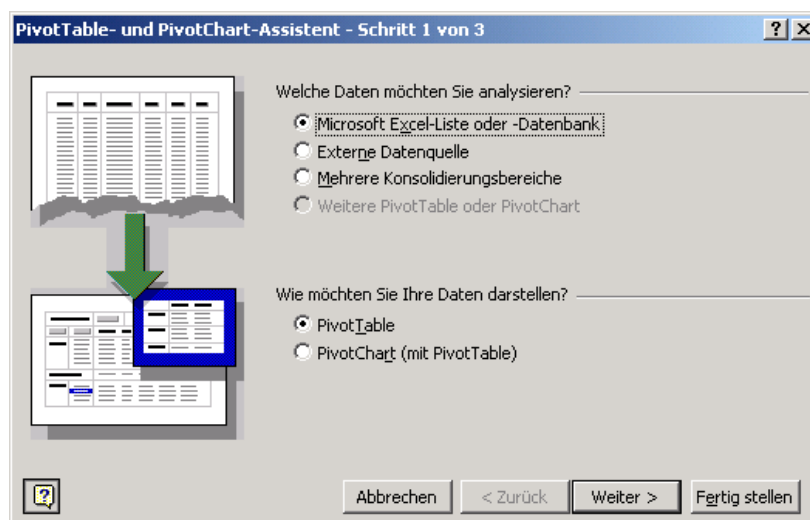 PivotTable- und PivotChart-Assistent - Schritt 1 von 3
Welche Daten möchten Sie analysieren?
Microsoft Excel-Liste oder -Datenbank
Externe Datenquelle
Mehrere Konsolidierungsbereiche
Weitere PivotTable oder PivotChart
Wie möchten Sie Ihre Daten darstellen?
PivotTable
PivotChart (mit PivotTable)
Abbrechen
< Zurück
Weiter >
Fertig stellen